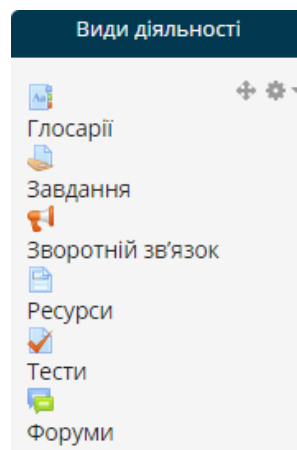 Види діяльності
Глосарії
Завдання
Зворотній зв'язок
Ресурси
Тести
Форуми